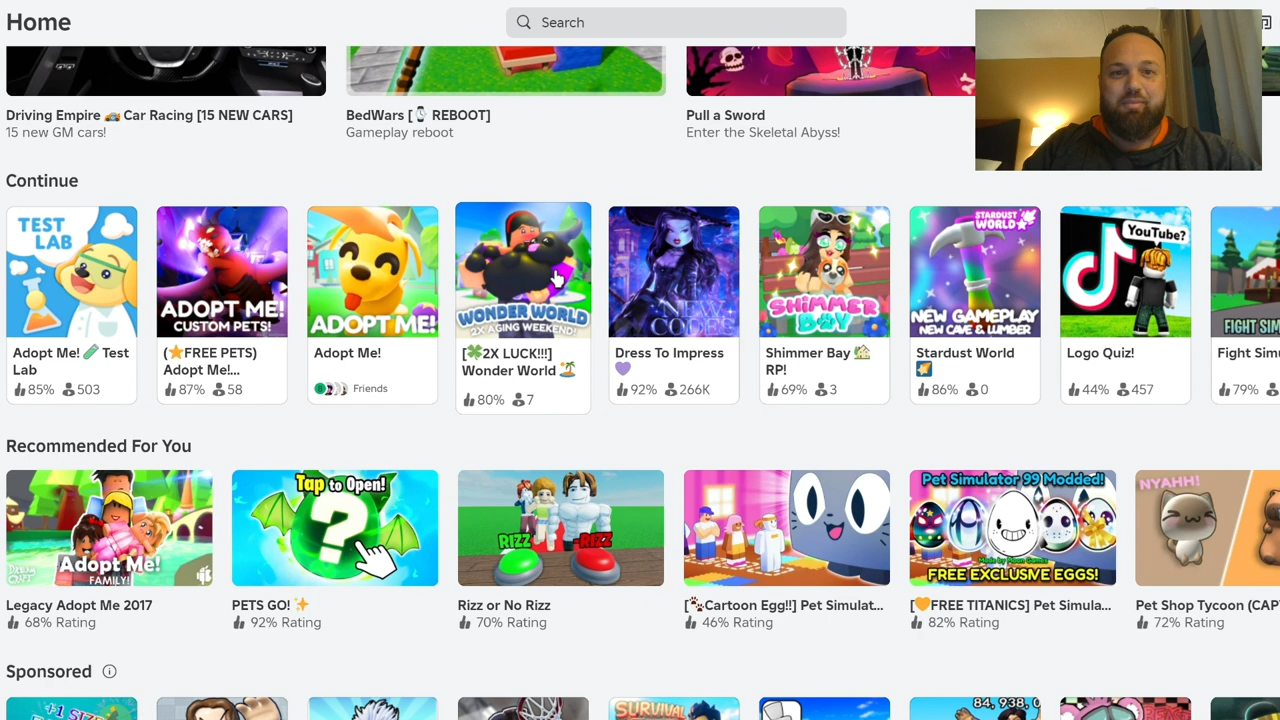 Home
Search
Driving Empire 🏎️ Car Racing [15 NEW CARS]
15 new GM cars!
BedWars [⌚ REBOOT]
Gameplay reboot
Pull a Sword
Enter the Skeletal Abyss!
Continue
TEST
LAB
Adopt Me! 🧪 Test
Lab
85% 503
ADOPT ME!
CUSTOM PETS!
(⭐FREE PETS)
Adopt Me!...
87% 58
ADOPT ME!
Adopt Me!
Friends
WONDER WORLD
2X AGING WEEKEND!
[🍀2X LUCK!!!]
Wonder World 🏝️
80% 7
NEW
CODES
Dress To Impress
💜
92% 266K
SHiMMER
BAY
Shimmer Bay 🏡
RP!
69% 3
STARDUST
WORLD
NEW GAMEPLAY
NEW CAVE & LUMBER
Stardust World
🌠
86% 0
YouTube?
Logo Quiz!
44% 457
FIGHT SIM
Fight Simu
79%
Recommended For You
Adopt Me!
FAMILY!
Legacy Adopt Me 2017
68% Rating
Tap to Open!
?
PETS GO! ✨
92% Rating
RIZZ
-RIZZ
Rizz or No Rizz
70% Rating
[🐾Cartoon Egg!!] Pet Simulat...
46% Rating
Pet Simulator 99 Modded!
FREE EXCLUSIVE EGGS!
[🧡FREE TITANICS] Pet Simula...
82% Rating
NYAHH!
Pet Shop Tycoon (CAP
72% Rating
Sponsored
+1 SIZE
SURVIVAL
84, 938, 0